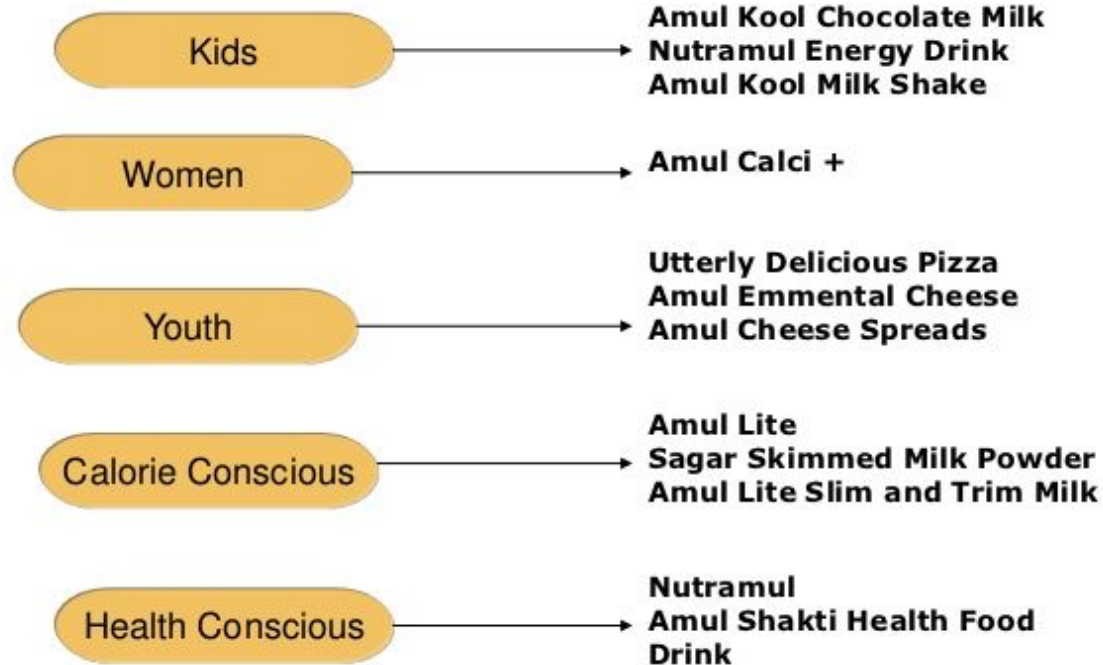 Kids
Amul Kool Chocolate Milk
Nutramul Energy Drink
Amul Kool Milk Shake
Women
Amul Calci +
Youth
Utterly Delicious Pizza
Amul Emmental Cheese
Amul Cheese Spreads
Calorie Conscious
Amul Lite
Sagar Skimmed Milk Powder
Amul Lite Slim and Trim Milk
Health Conscious
Nutramul
Amul Shakti Health Food
Drink